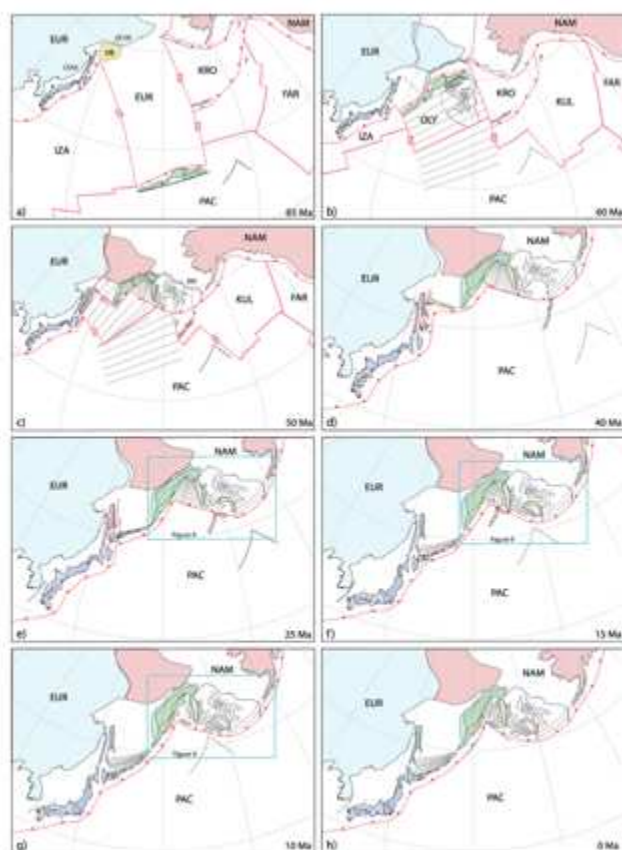 EUR
NAM
EUK
KRO
FAR
IZA
PAC
a)
85 Ma
EUR
NAM
FAR
KRO
KUL
OLY
IZA
PAC
b)
60 Ma
EUR
NAM
KUL
FAR
PAC
c)
50 Ma
NAM
EUR
PAC
d)
40 Ma
NAM
EUR
PAC
e)
25 Ma
NAM
EUR
PAC
f)
15 Ma
NAM
EUR
PAC
g)
10 Ma
NAM
EUR
PAC
h)
0 Ma